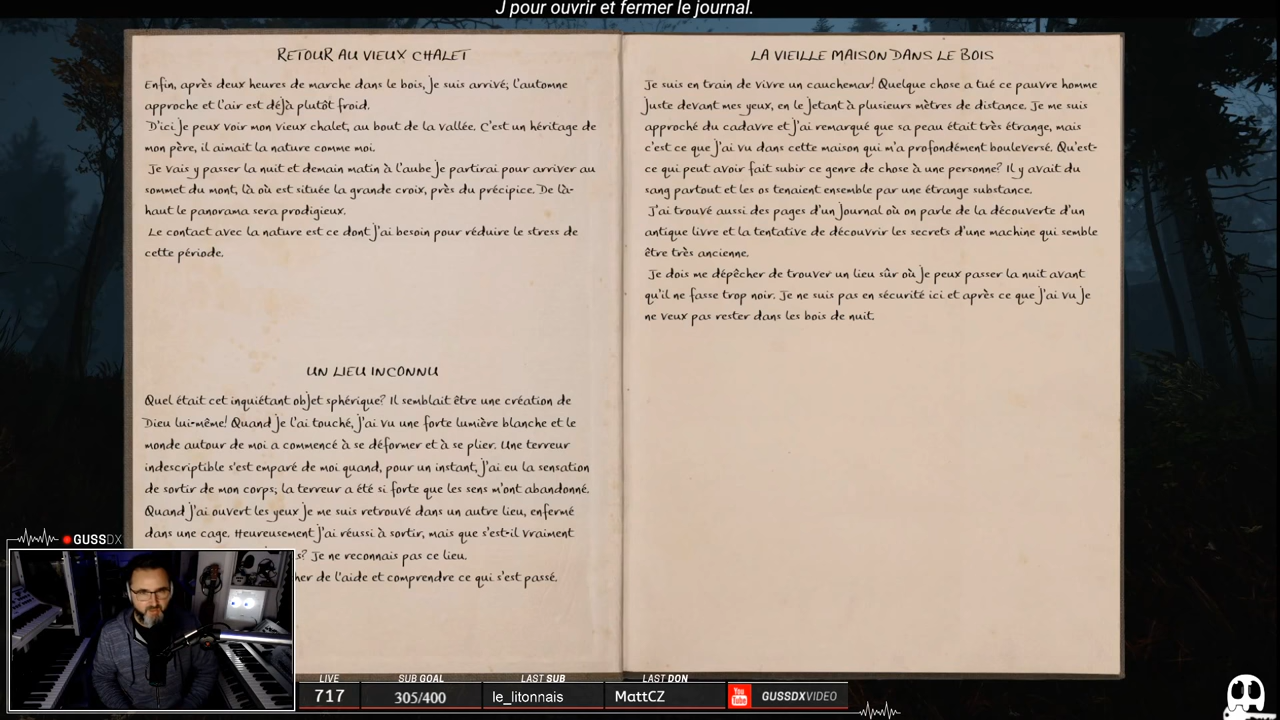 J pour ouvrir et fermer le journal.
RETOUR AU VIEUX CHALET
Enfin, après deux heures de marche dans le bois, je suis arrivé; l'automne
approche et l'air est déjà plutôt froid.
D'ici je peux voir mon vieux chalet, au bout de la vallée. C'est un héritage de
mon père, il aimait la nature comme moi.
Je vais y passer la nuit et demain matin à l'aube je partirai pour arriver au
sommet du mont, là où est située la grande croix, près du précipice. De là-
haut le panorama sera prodigieux.
Le contact avec la nature est ce dont j'ai besoin pour réduire le stress de
cette période.
UN LIEU INCONNU
Quel était cet inquiétant objet sphérique? Il semblait être une création de
Dieu lui-même! Quand je l'ai touché, j'ai vu une forte lumière blanche et le
monde autour de moi a commencé à se déformer et à se plier. Une terreur
indescriptible s'est emparé de moi quand, pour un instant, j'ai eu la sensation
de sortir de mon corps; la terreur a été si forte que les sens m'ont abandonné.
Quand j'ai ouvert les yeux je me suis retrouvé dans un autre lieu, enfermé
dans une cage. Heureusement j'ai réussi à sortir, mais que s'est-il vraiment
s? Je ne reconnais pas ce lieu.
her de l'aide et comprendre ce qui s'est passé.
LA VIEILLE MAISON DANS LE BOIS
Je suis en train de vivre un cauchemar! Quelque chose a tué ce pauvre homme
juste devant mes yeux, en le jetant à plusieurs mètres de distance. Je me suis
approché du cadavre et j'ai remarqué que sa peau était très étrange, mais
c'est ce que j'ai vu dans cette maison qui m'a profondément bouleversé. Qu'est-
ce qui peut avoir fait subir ce genre de chose à une personne? Il y avait du
sang partout et les os tenaient ensemble par une étrange substance.
J'ai trouvé aussi des pages d'un journal où on parle de la découverte d'un
antique livre et la tentative de découvrir les secrets d'une machine qui semble
être très ancienne.
Je dois me dépêcher de trouver un lieu sûr où je peux passer la nuit avant
qu'il ne fasse trop noir. Je ne suis pas en sécurité ici et après ce que j'ai vu je
ne veux pas rester dans les bois de nuit.
GUSSDX
LIVE
717
SUB GOAL
305/400
LAST SUB
le_litonnais
LAST DON
MattCZ
You Tube
GUSSDXVIDEO